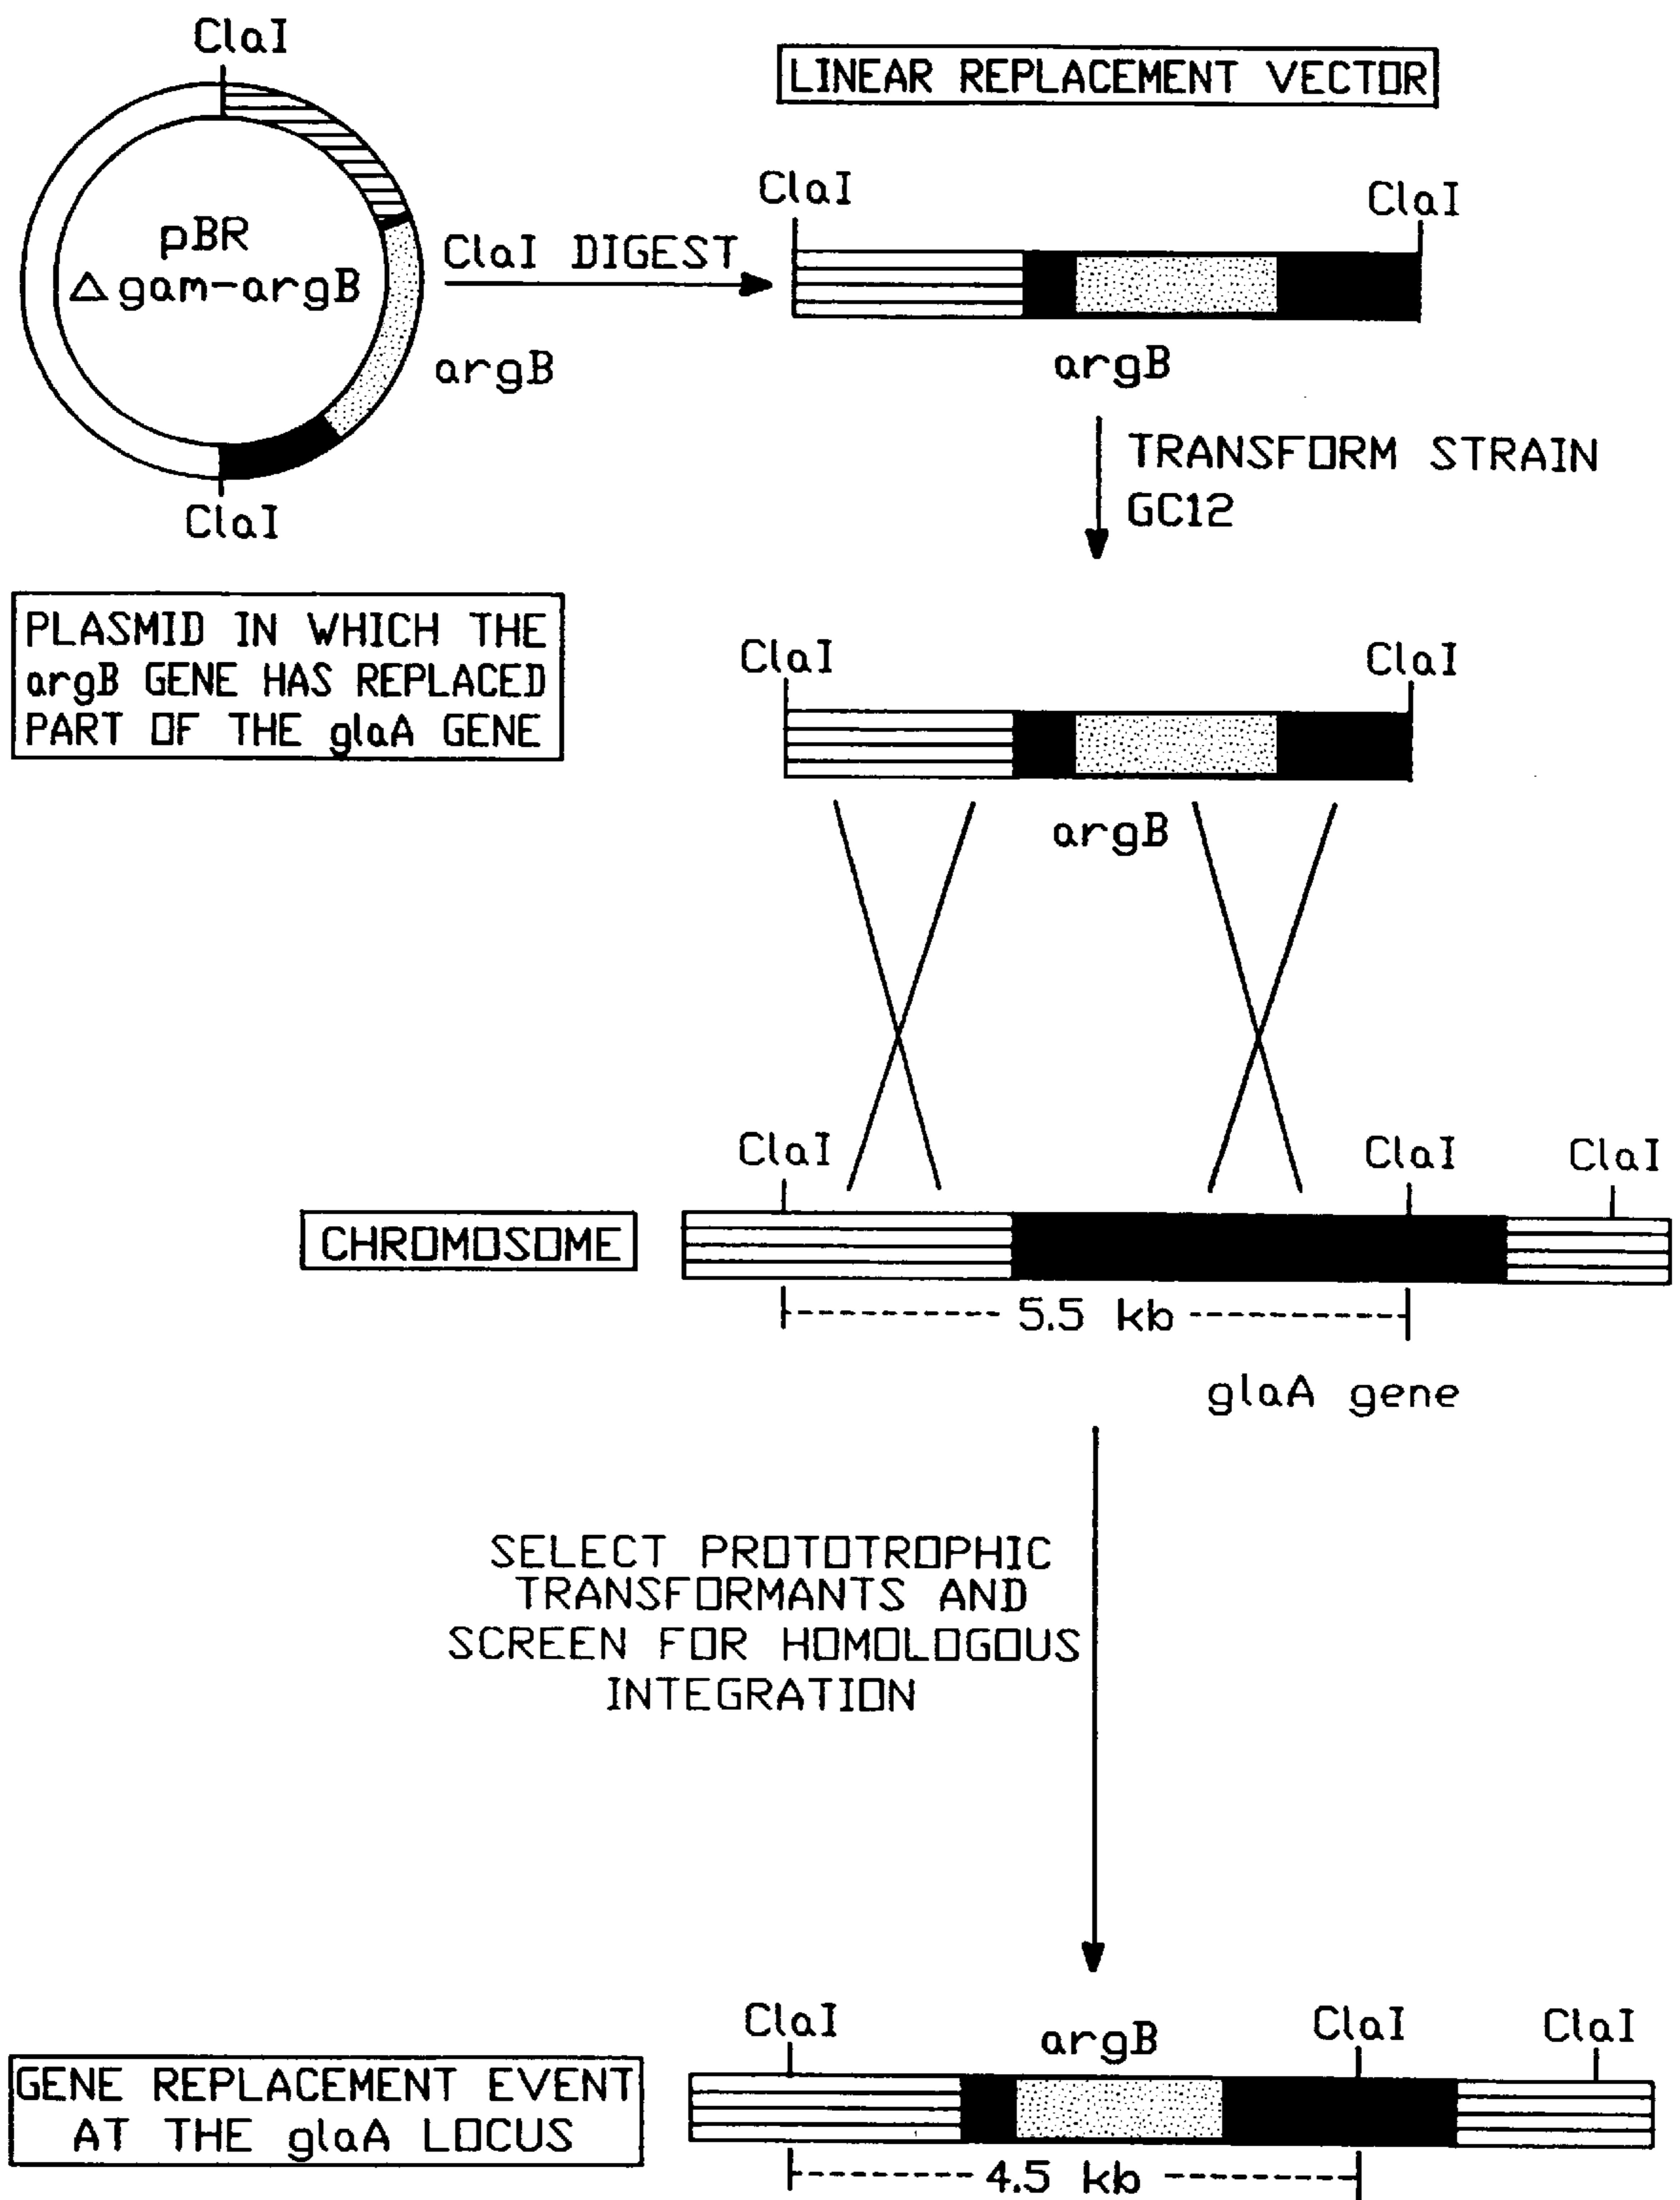 ClaI
pBR
Δgam-argB
argB
ClaI
ClaI DIGEST
LINEAR REPLACEMENT VECTOR
ClaI
ClaI
argB
TRANSFORM STRAIN
GC12
PLASMID IN WHICH THE
argB GENE HAS REPLACED
PART OF THE glaA GENE
ClaI
ClaI
argB
ClaI
ClaI
ClaI
CHROMOSOME
5.5 kb
glaA gene
SELECT PROTOTROPHIC
TRANSFORMANTS AND
SCREEN FOR HOMOLOGOUS
INTEGRATION
ClaI
argB
ClaI
ClaI
GENE REPLACEMENT EVENT
AT THE glaA LOCUS
4.5 kb